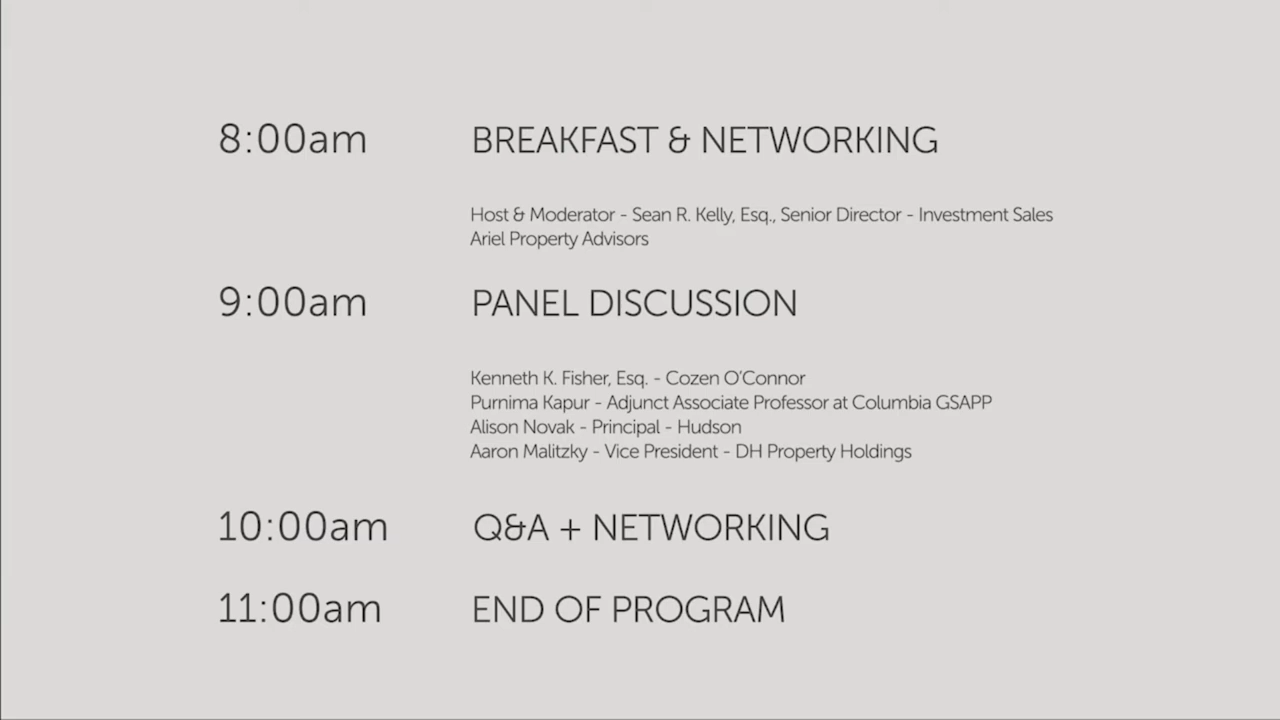 8:00am BREAKFAST & NETWORKING
Host & Moderator - Sean R. Kelly, Esq., Senior Director - Investment Sales
Ariel Property Advisors
9:00am PANEL DISCUSSION
Kenneth K. Fisher, Esq. - Cozen O’Connor
Purnima Kapur - Adjunct Associate Professor at Columbia GSAPP
Alison Novak - Principal - Hudson
Aaron Malitzky - Vice President - DH Property Holdings
10:00am Q&A + NETWORKING
11:00am END OF PROGRAM